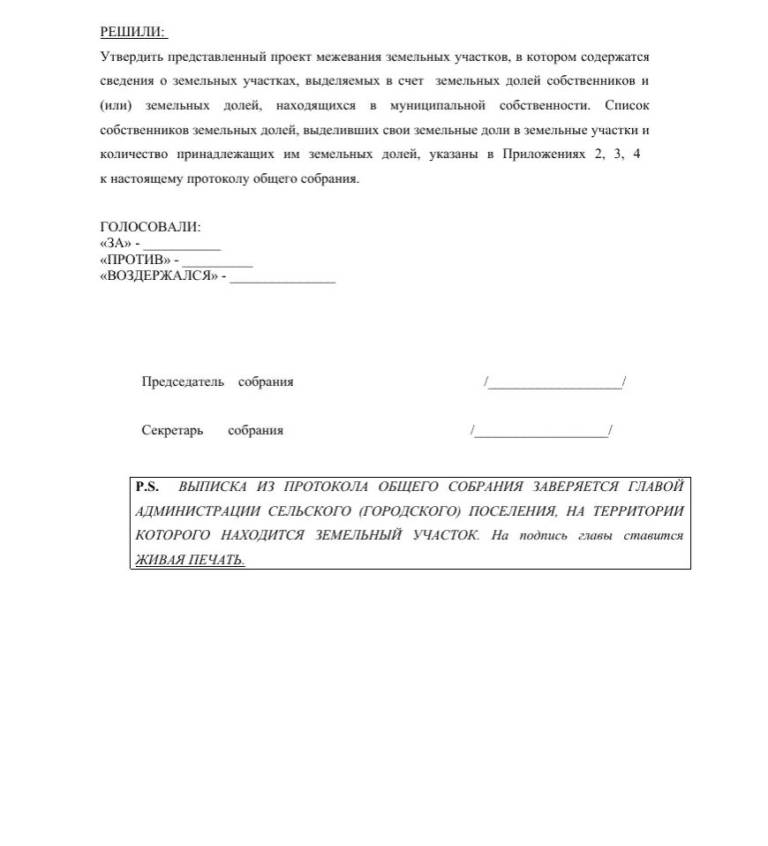 РЕШИЛИ:
Утвердить представленный проект межевания земельных участков, в котором содержатся
сведения о земельных участках, выделяемых в счет земельных долей собственников и
(или) земельных долей, находящихся в муниципальной собственности. Список
собственников земельных долей, выделивших свои земельные доли в земельные участки и
количество принадлежащих им земельных долей, указаны в Приложениях 2, 3, 4
к настоящему протоколу общего собрания.
ГОЛОСОВАЛИ:
«ЗА» - ___________
«ПРОТИВ» - __________
«ВОЗДЕРЖАЛСЯ» - _______________
Председатель собрания /___________________/
Секретарь собрания /___________________/
P.S. ВЫПИСКА ИЗ ПРОТОКОЛА ОБЩЕГО СОБРАНИЯ ЗАВЕРЯЕТСЯ ГЛАВОЙ
АДМИНИСТРАЦИИ СЕЛЬСКОГО (ГОРОДСКОГО) ПОСЕЛЕНИЯ, НА ТЕРРИТОРИИ
КОТОРОГО НАХОДИТСЯ ЗЕМЕЛЬНЫЙ УЧАСТОК. На подпись главы ставится
ЖИВАЯ ПЕЧАТЬ.